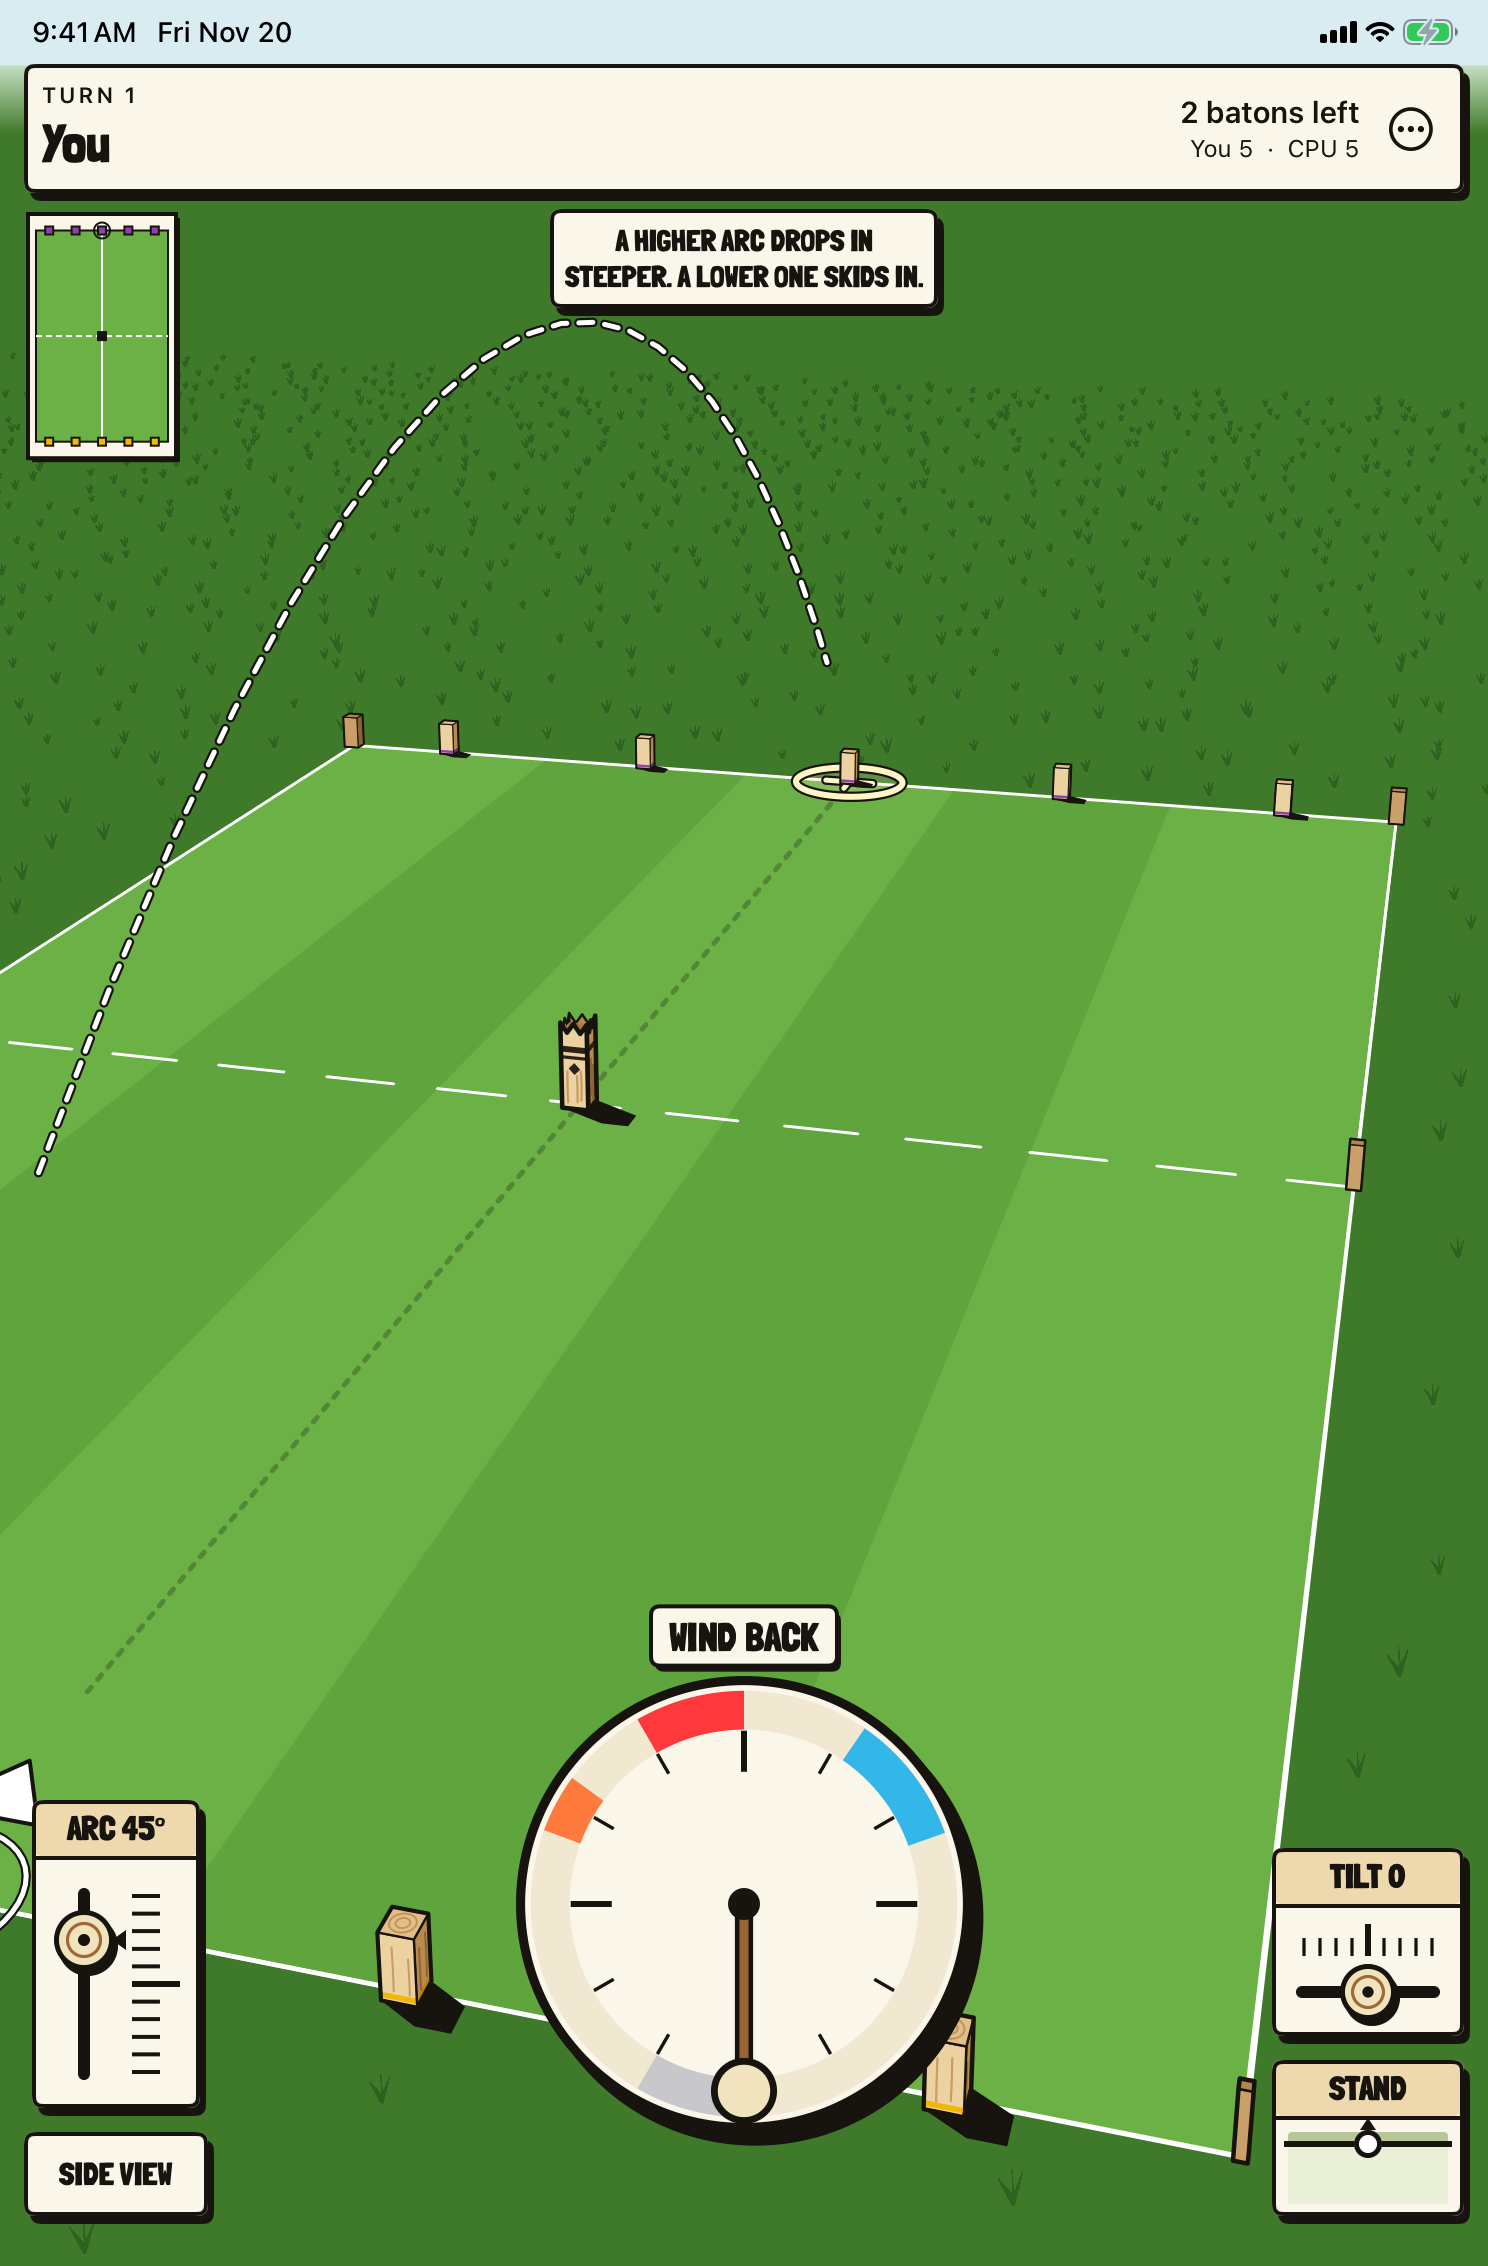 9:41 AM Fri Nov 20
TURN 1
You
2 batons left
You 5 · CPU 5
A HIGHER ARC DROPS IN
STEEPER. A LOWER ONE SKIDS IN.
WIND BACK
ARC 45°
TILT 0
STAND
SIDE VIEW